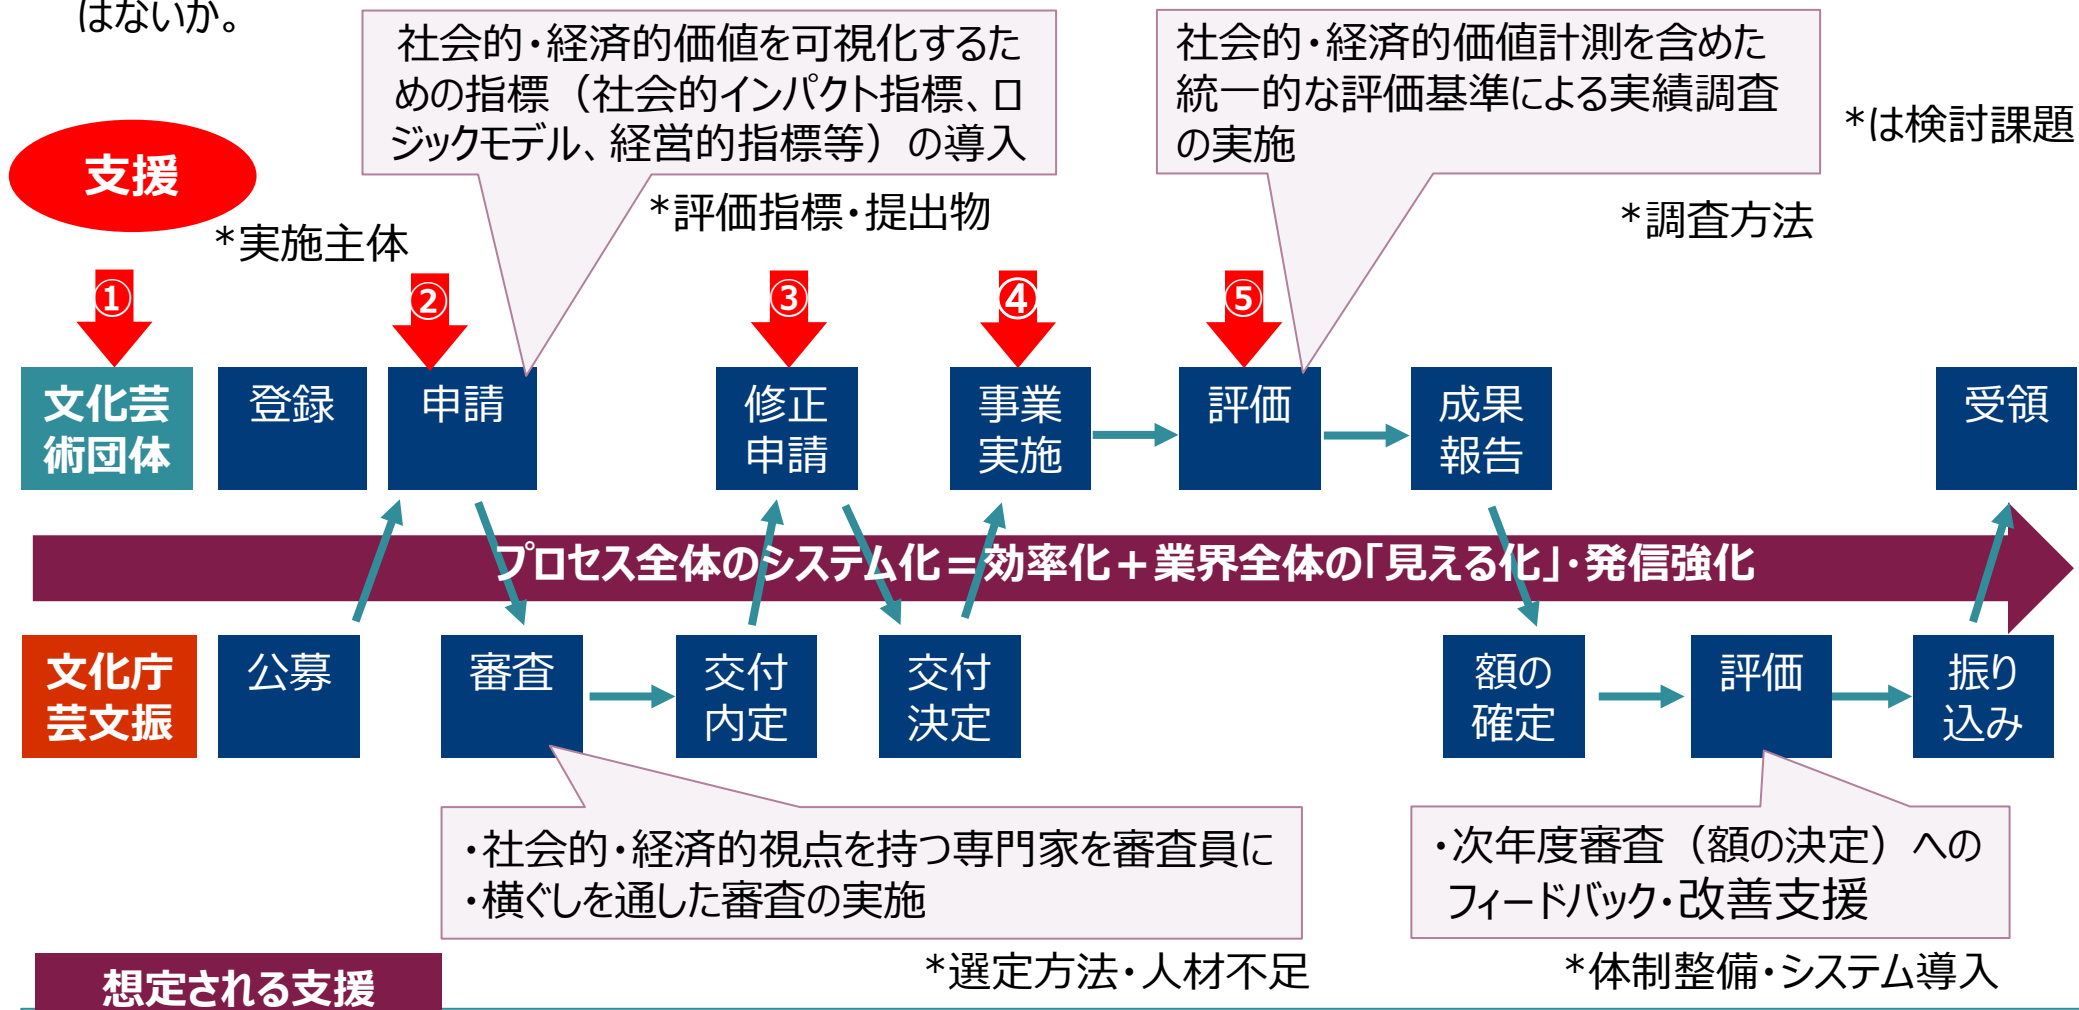 はないか。
社会的・経済的価値を可視化するた
めの指標（社会的インパクト指標、ロ
ジックモデル、経営的指標等）の導入
社会的・経済的価値計測を含めた
統一的な評価基準による実績調査
の実施
*は検討課題
支援
*実施主体
*評価指標・提出物
*調査方法
①
②
③
④
⑤
文化芸
術団体
登録
申請
修正
申請
事業
実施
評価
成果
報告
受領
プロセス全体のシステム化＝効率化＋業界全体の「見える化」・発信強化
文化庁
芸文振
公募
審査
交付
内定
交付
決定
額の
確定
評価
振り
込み
・社会的・経済的視点を持つ専門家を審査員に
・横ぐしを通した審査の実施
・次年度審査（額の決定）への
フィードバック・改善支援
*選定方法・人材不足
*体制整備・システム導入
想定される支援